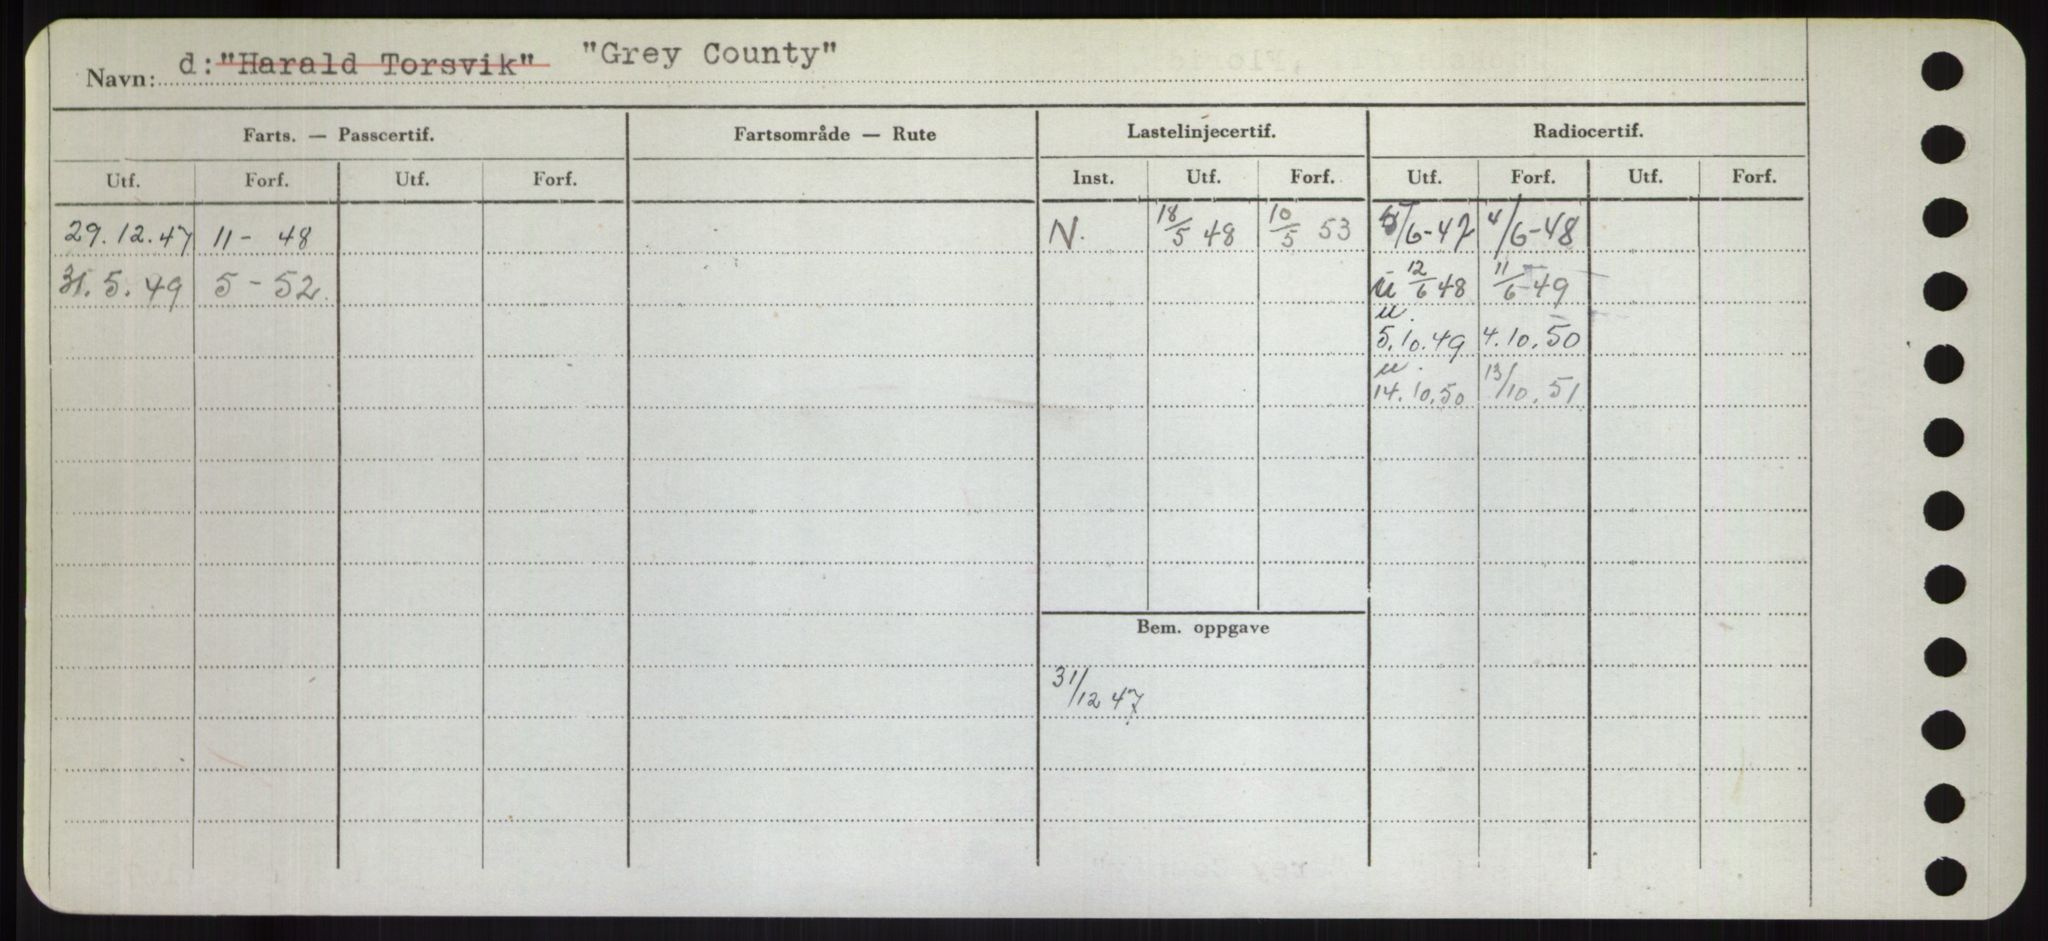 Navn: d: "Harald Torsvik" "Grey County"
Farts. — Passcertif. Fartsområde — Rute Lastelinjecertif. Radiocertif.
Utf. Forf. Utf. Forf. Inst. Utf. Forf. Utf. Forf. Utf. Forf.
29.12.47 11- 48 N. 18/5 48 10/5 53 5/6-47 4/6-48
31.5.49 5-52 u 12/6 48 11/6-49
u.
5.10.49 4.10.50
u.
14.10.50 13/10.51
Bem. oppgave
31/12 47